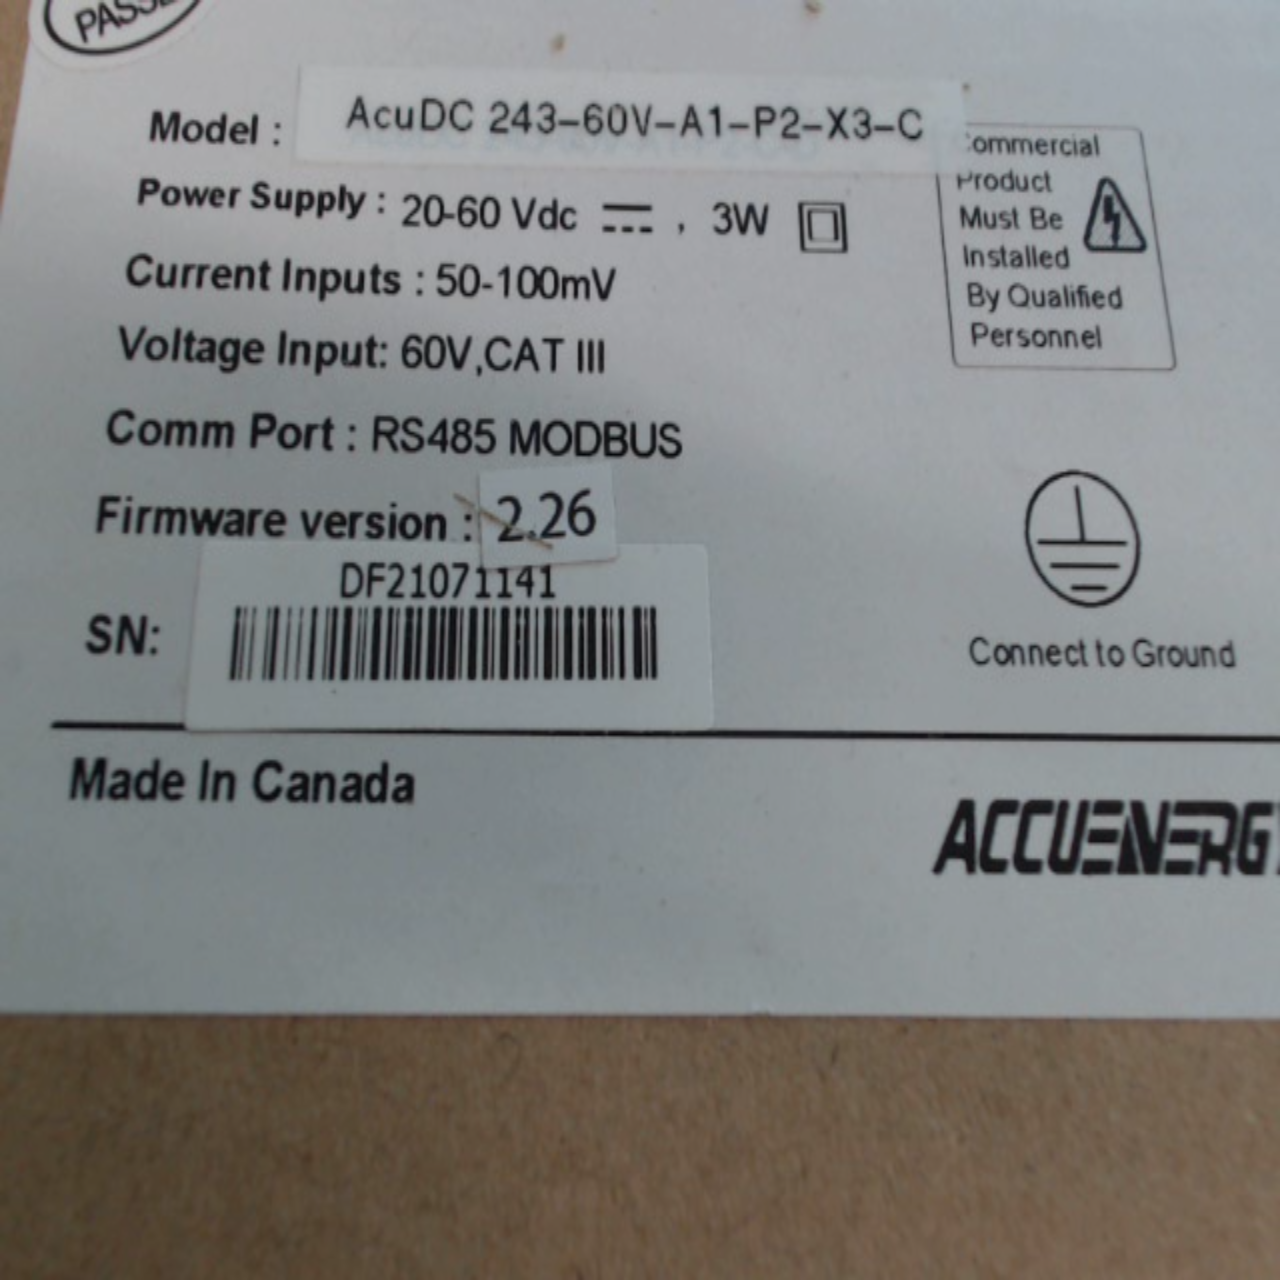 Model : AcuDC 243-60V-A1-P2-X3-C
Power Supply : 20-60 Vdc , 3W
Current Inputs : 50-100mV
Voltage Input: 60V,CAT III
Comm Port : RS485 MODBUS
Firmware version : 2.26
DF21071141
SN:
Commercial
Product
Must Be
Installed
By Qualified
Personnel
Connect to Ground
Made In Canada
ACCUENERGY